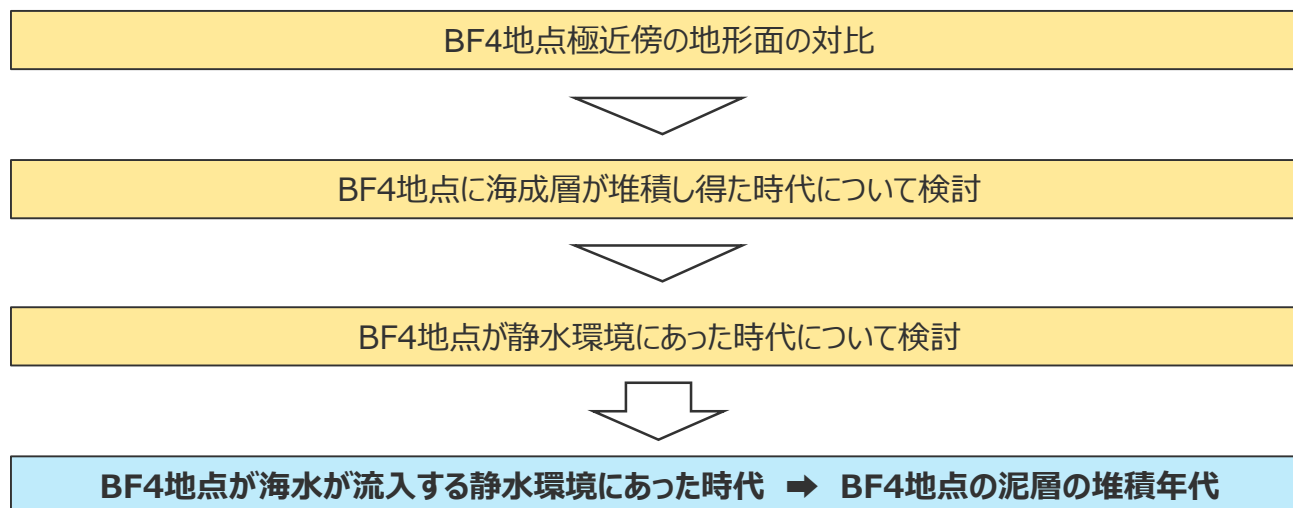 BF4地点極近傍の地形面の対比
BF4地点に海成層が堆積し得た時代について検討
BF4地点が静水環境にあった時代について検討
BF4地点が海水が流入する静水環境にあった時代 ➡ BF4地点の泥層の堆積年代